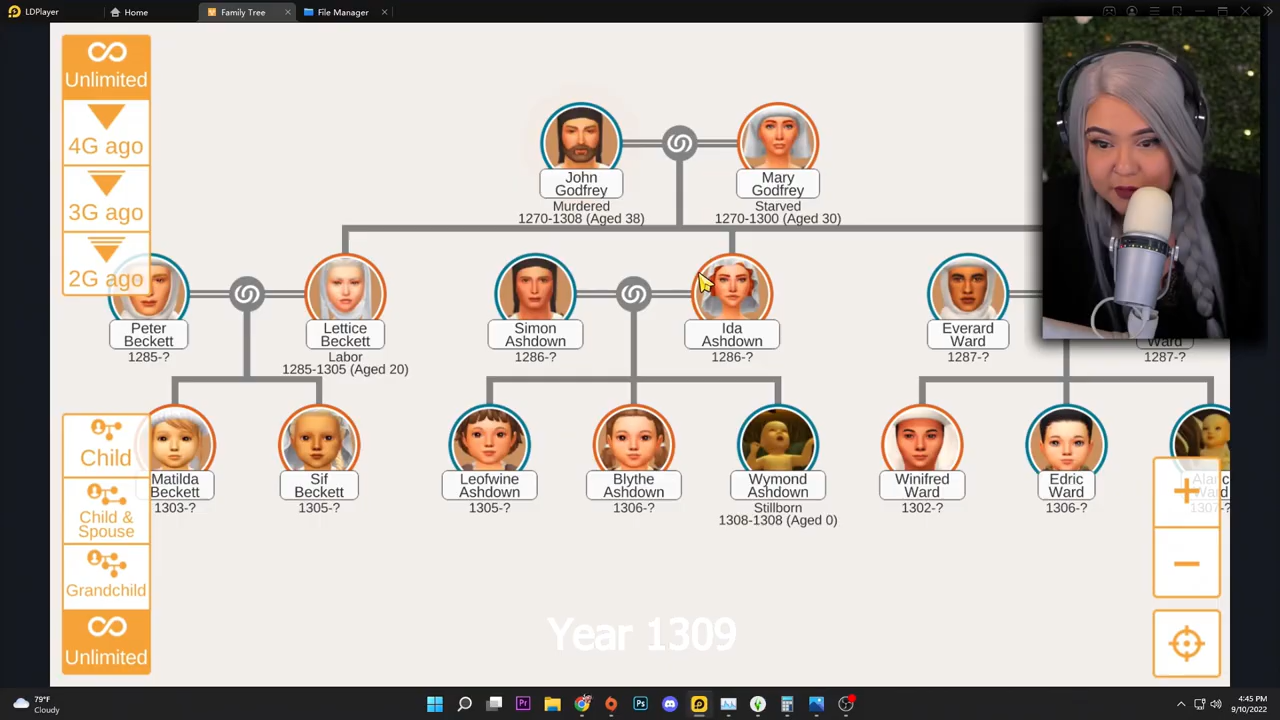 LDPlayer
Home
Family Tree
File Manager
Unlimited
4G ago
3G ago
2G ago
John
Godfrey
Murdered
1270-1308 (Aged 38)
Mary
Godfrey
Starved
1270-1300 (Aged 30)
Peter
Beckett
1285-?
Lettice
Beckett
Labor
1285-1305 (Aged 20)
Simon
Ashdown
1286-?
Ida
Ashdown
1286-?
Everard
Ward
1287-?
Ward
1287-?
Child
Child &
Spouse
Grandchild
Unlimited
Matilda
Beckett
1303-?
Sif
Beckett
1305-?
Leofwine
Ashdown
1305-?
Blythe
Ashdown
1306-?
Wymond
Ashdown
Stillborn
1308-1308 (Aged 0)
Winifred
Ward
1302-?
Edric
Ward
1306-?
Ward
1307-?
Year 1309
79°F
Cloudy
Pr
Ps
4:45 PM
9/10/2022